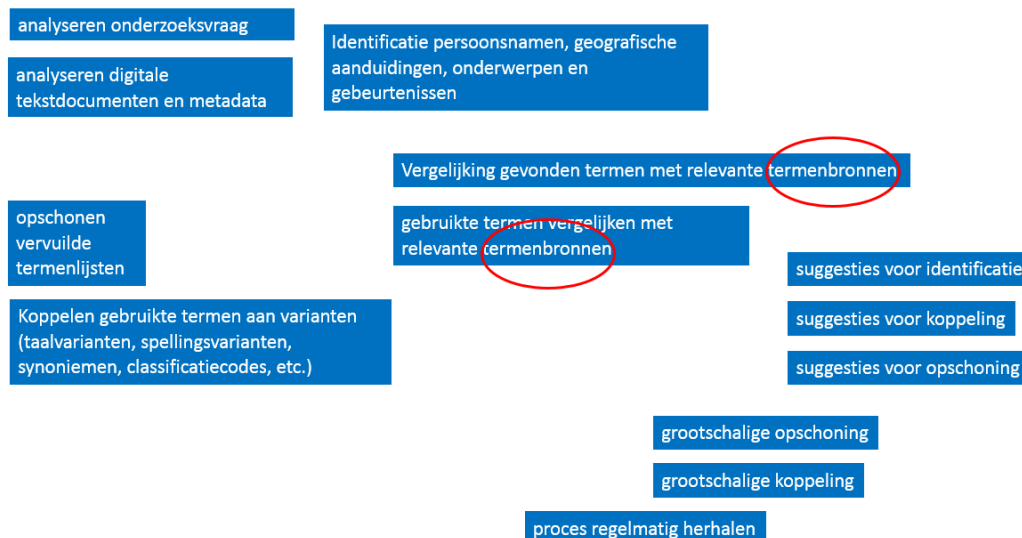 analyseren onderzoeksvraag
analyseren digitale
tekstdocumenten en metadata
Identificatie persoonsnamen, geografische
aanduidingen, onderwerpen en
gebeurtenissen
Vergelijking gevonden termen met relevante termenbronnen
opschonen
vervuilde
termenlijsten
gebruikte termen vergelijken met
relevante termenbronnen
suggesties voor identificatie
Koppelen gebruikte termen aan varianten
(taalvarianten, spellingsvarianten,
synoniemen, classificatiecodes, etc.)
suggesties voor koppeling
suggesties voor opschoning
grootschalige opschoning
grootschalige koppeling
proces regelmatig herhalen